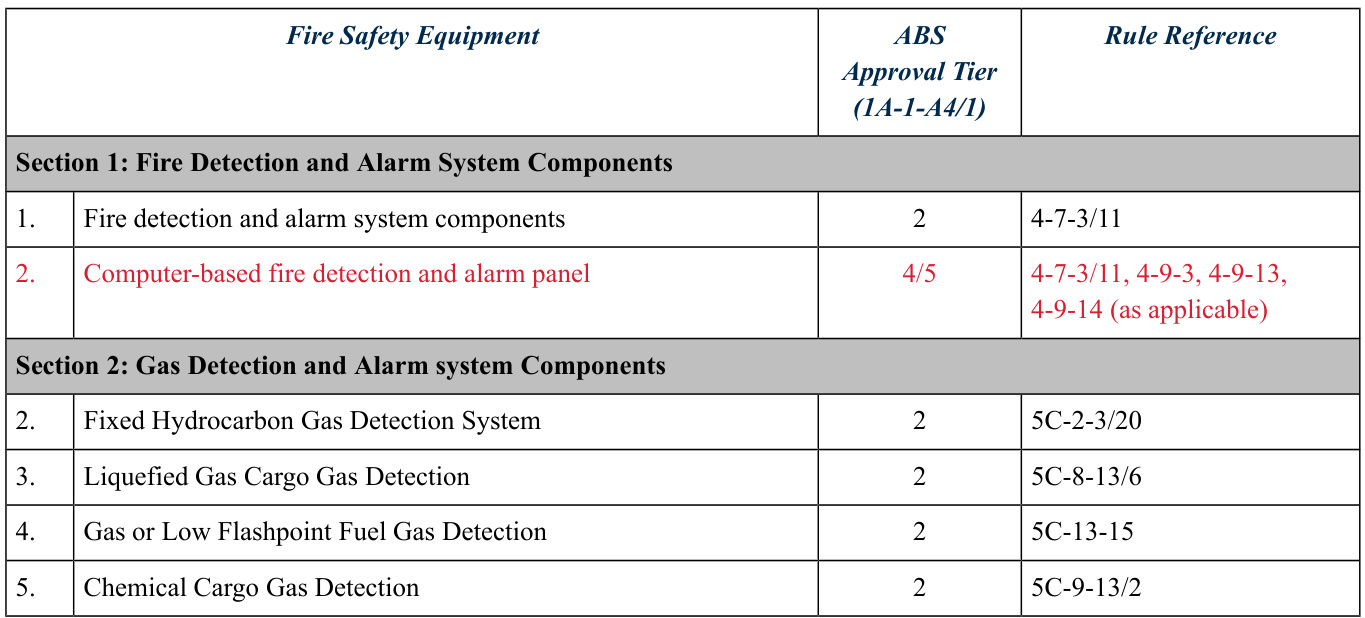 Fire Safety Equipment
ABS
Approval Tier
(1A-1-A4/1)
Rule Reference
Section 1: Fire Detection and Alarm System Components
1. Fire detection and alarm system components 2 4-7-3/11
2. Computer-based fire detection and alarm panel 4/5 4-7-3/11, 4-9-3, 4-9-13,
4-9-14 (as applicable)
Section 2: Gas Detection and Alarm system Components
2. Fixed Hydrocarbon Gas Detection System 2 5C-2-3/20
3. Liquefied Gas Cargo Gas Detection 2 5C-8-13/6
4. Gas or Low Flashpoint Fuel Gas Detection 2 5C-13-15
5. Chemical Cargo Gas Detection 2 5C-9-13/2